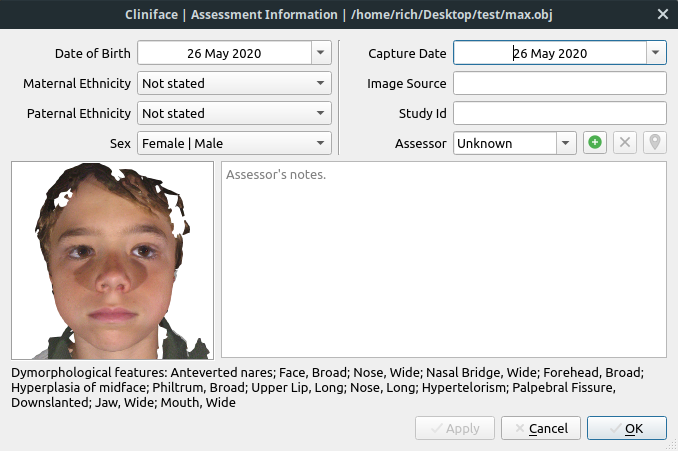 Cliniface | Assessment Information | /home/rich/Desktop/test/max.obj
Date of Birth 26 May 2020 Capture Date 26 May 2020
Maternal Ethnicity Not stated Image Source
Paternal Ethnicity Not stated Study Id
Sex Female | Male Assessor Unknown
Assessor's notes.
Dymorphological features: Anteverted nares; Face, Broad; Nose, Wide; Nasal Bridge, Wide; Forehead, Broad;
Hyperplasia of midface; Philtrum, Broad; Upper Lip, Long; Nose, Long; Hypertelorism; Palpebral Fissure,
Downslanted; Jaw, Wide; Mouth, Wide
Apply Cancel OK